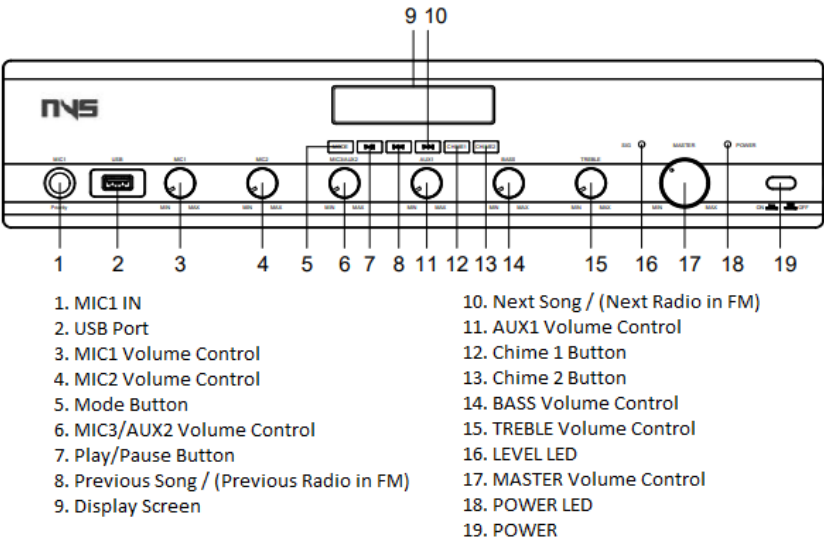 9 10
NVS
MODE CHIME1 CHIME2
SIG MASTER POWER
MIC1 USB MIC1 MIC2 MIC3/AUX2 AUX1 BASS TREBLE
Priority MIN MAX MIN MAX MIN MAX MIN MAX MIN MAX MIN MAX MIN MAX ON OFF
1 2 3 4 5 6 7 8 11 12 13 14 15 16 17 18 19
1. MIC1 IN
2. USB Port
3. MIC1 Volume Control
4. MIC2 Volume Control
5. Mode Button
6. MIC3/AUX2 Volume Control
7. Play/Pause Button
8. Previous Song / (Previous Radio in FM)
9. Display Screen
10. Next Song / (Next Radio in FM)
11. AUX1 Volume Control
12. Chime 1 Button
13. Chime 2 Button
14. BASS Volume Control
15. TREBLE Volume Control
16. LEVEL LED
17. MASTER Volume Control
18. POWER LED
19. POWER